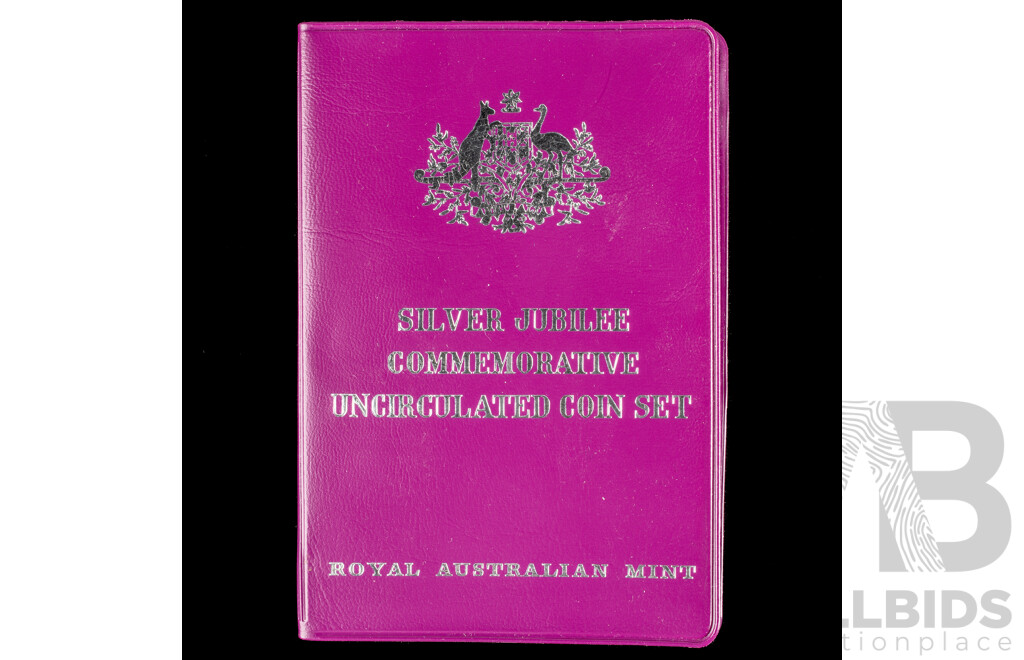 SILVER JUBILEE
COMMEMORATIVE
UNCIRCULATED COIN SET
ROYAL AUSTRALIAN MINT